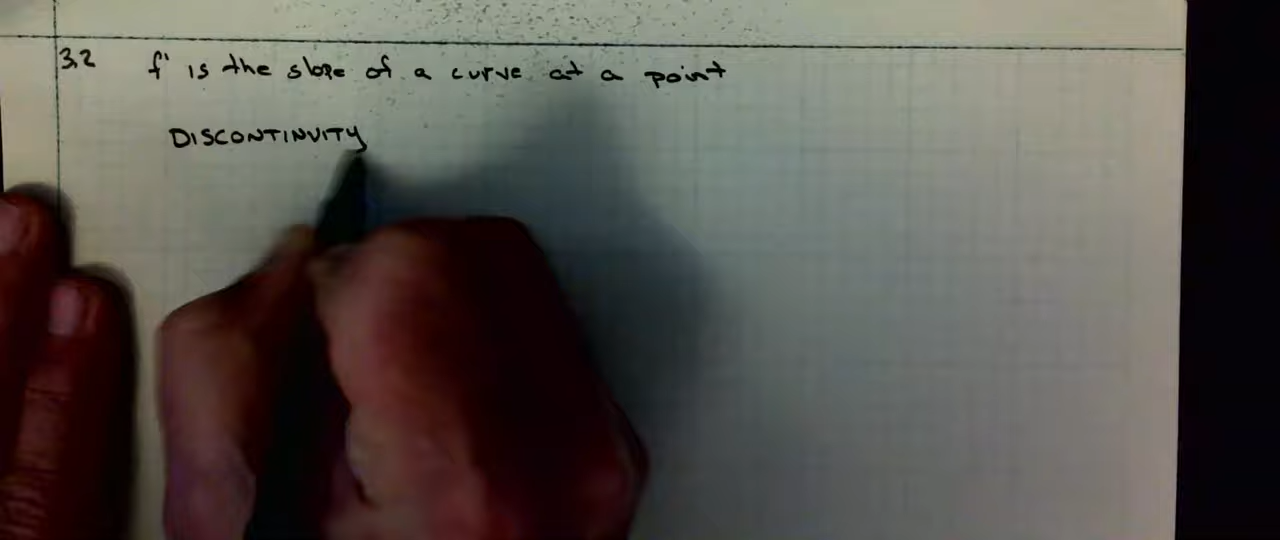 3.2 f' is the slope of a curve at a point
DISCONTINUITY